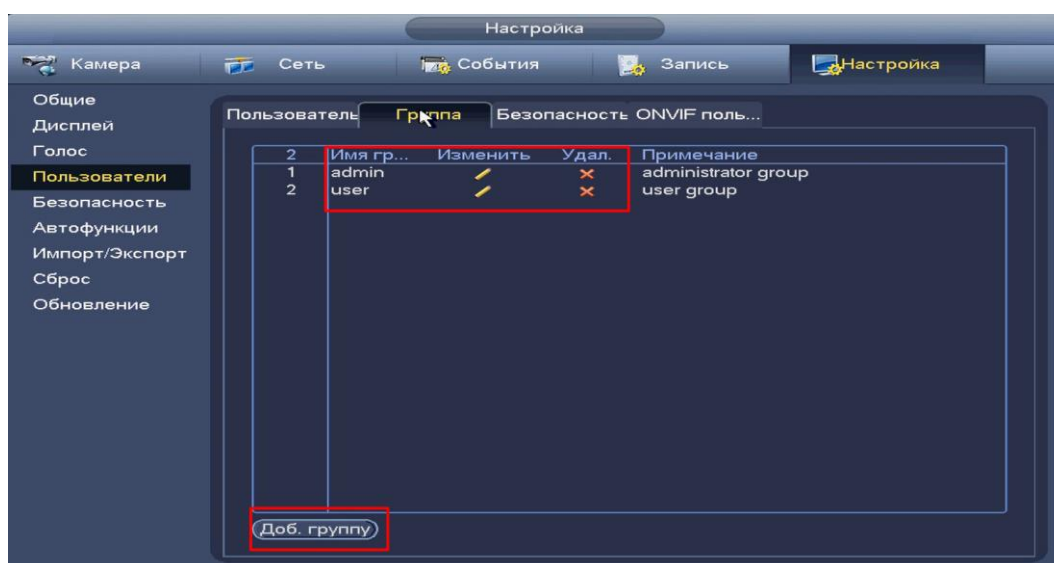 Настройка
Камера Сеть События Запись Настройка
Общие
Дисплей
Голос
Пользователи
Безопасность
Автофункции
Импорт/Экспорт
Сброс
Обновление
Пользователь Группа Безопасность ONVIF поль...
2 Имя гр... Изменить Удал. Примечание
1 admin administrator group
2 user user group
Доб. группу